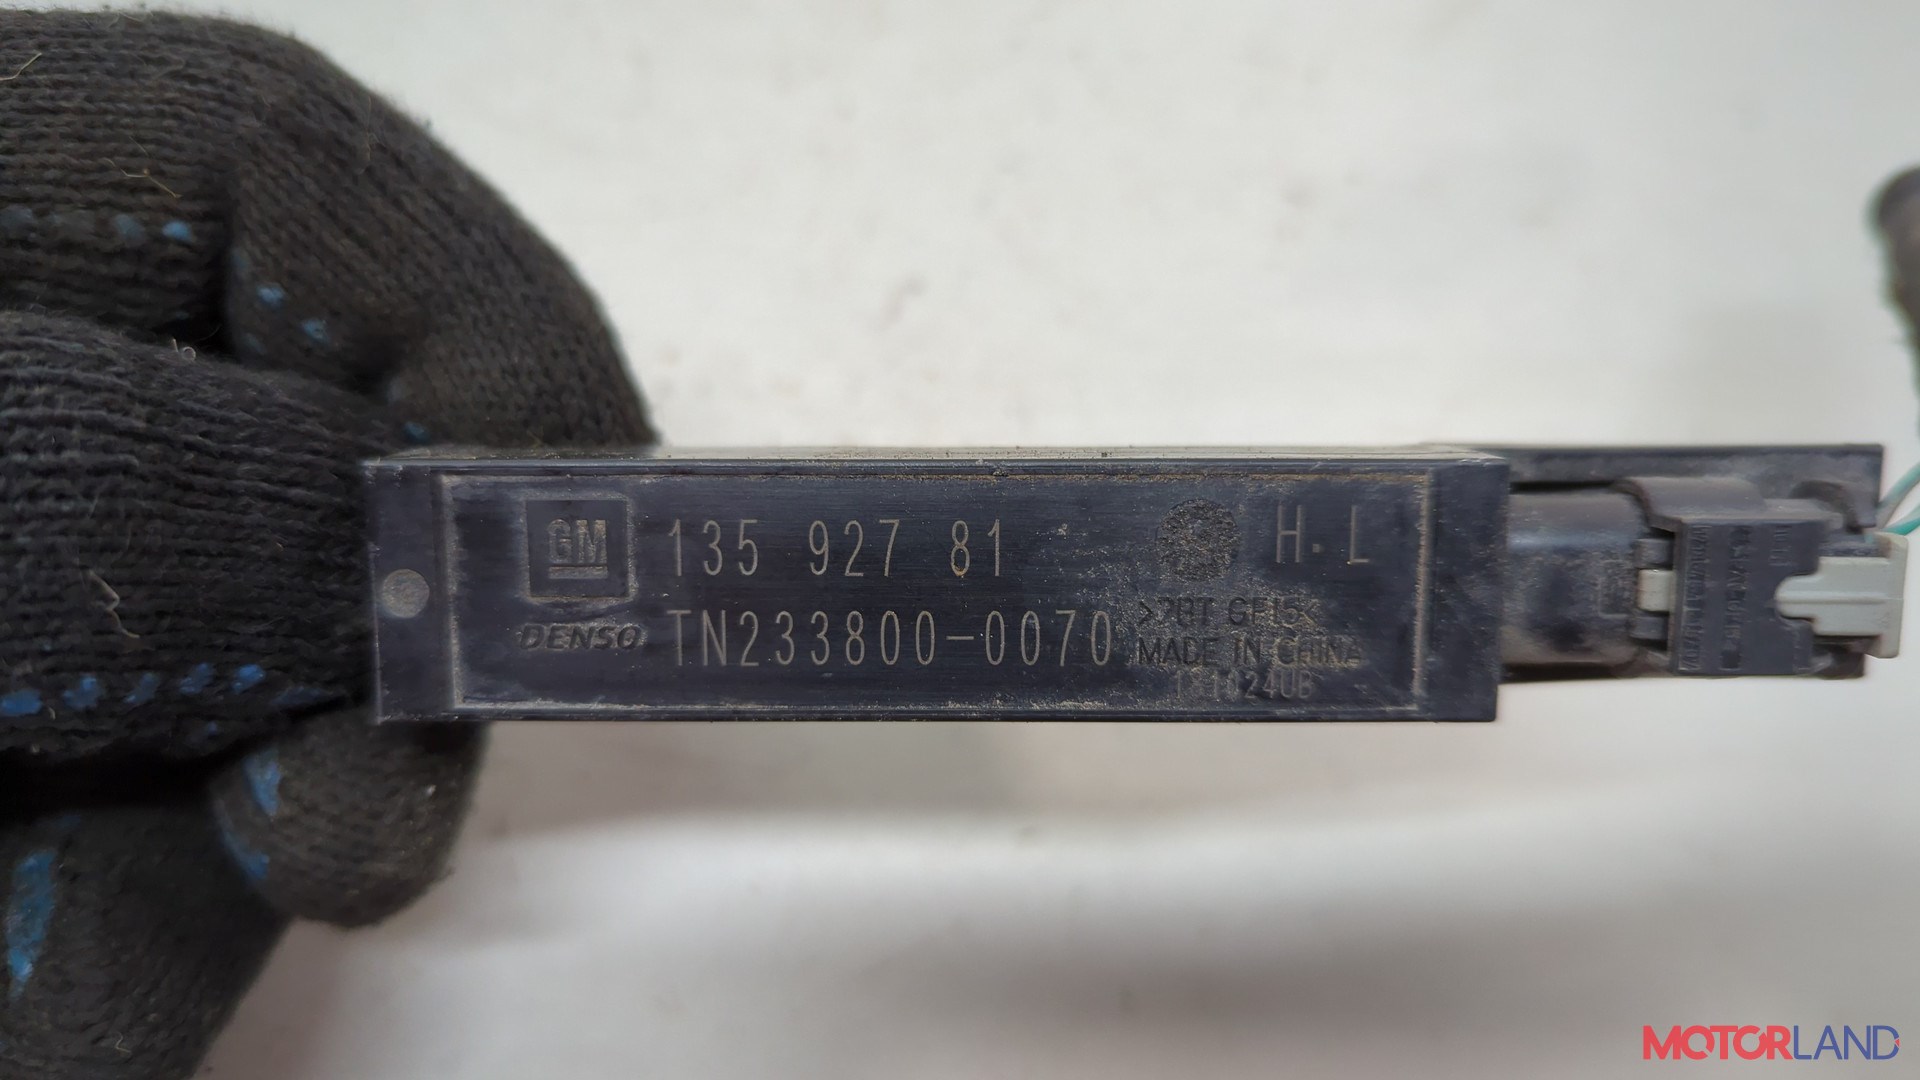 GM 135 927 81 H.L
DENSO TN233800-0070
MADE IN CHINA
MOTORLAND